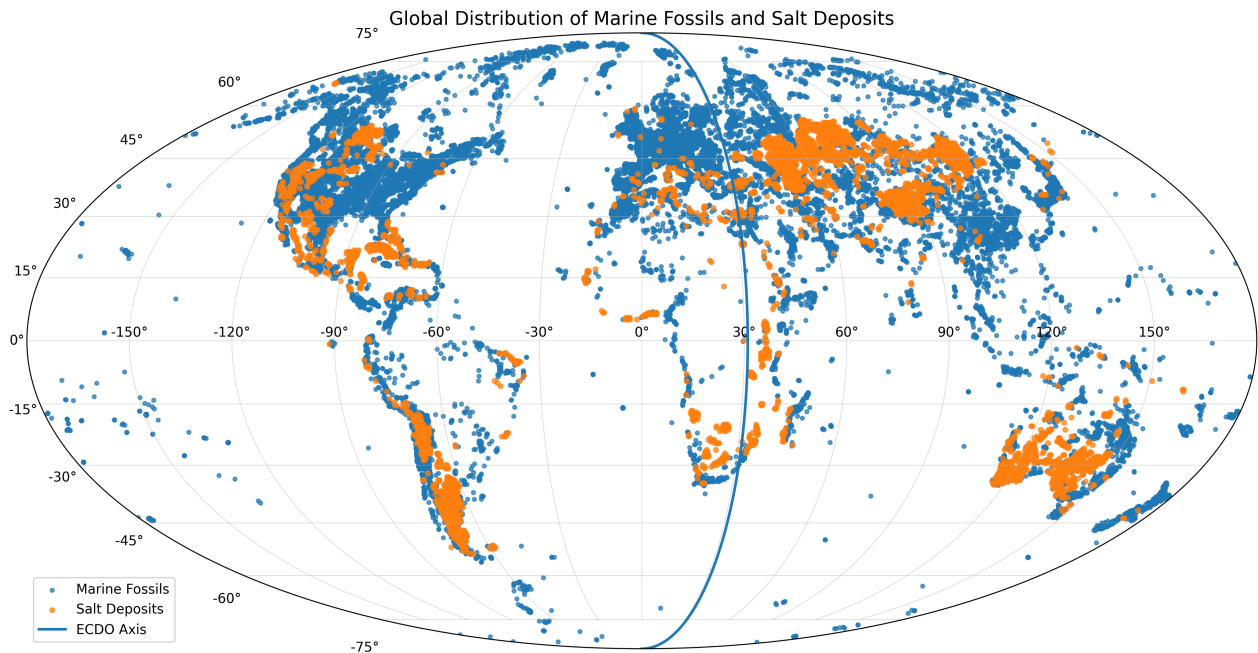 Global Distribution of Marine Fossils and Salt Deposits
75°
60°
45°
30°
15°
-150° -120° -90° -60° -30° 0 30° 60° 90° 120° 150°
0°
-15°
-30°
-45°
-60°
-75°
Marine Fossils
Salt Deposits
ECDO Axis